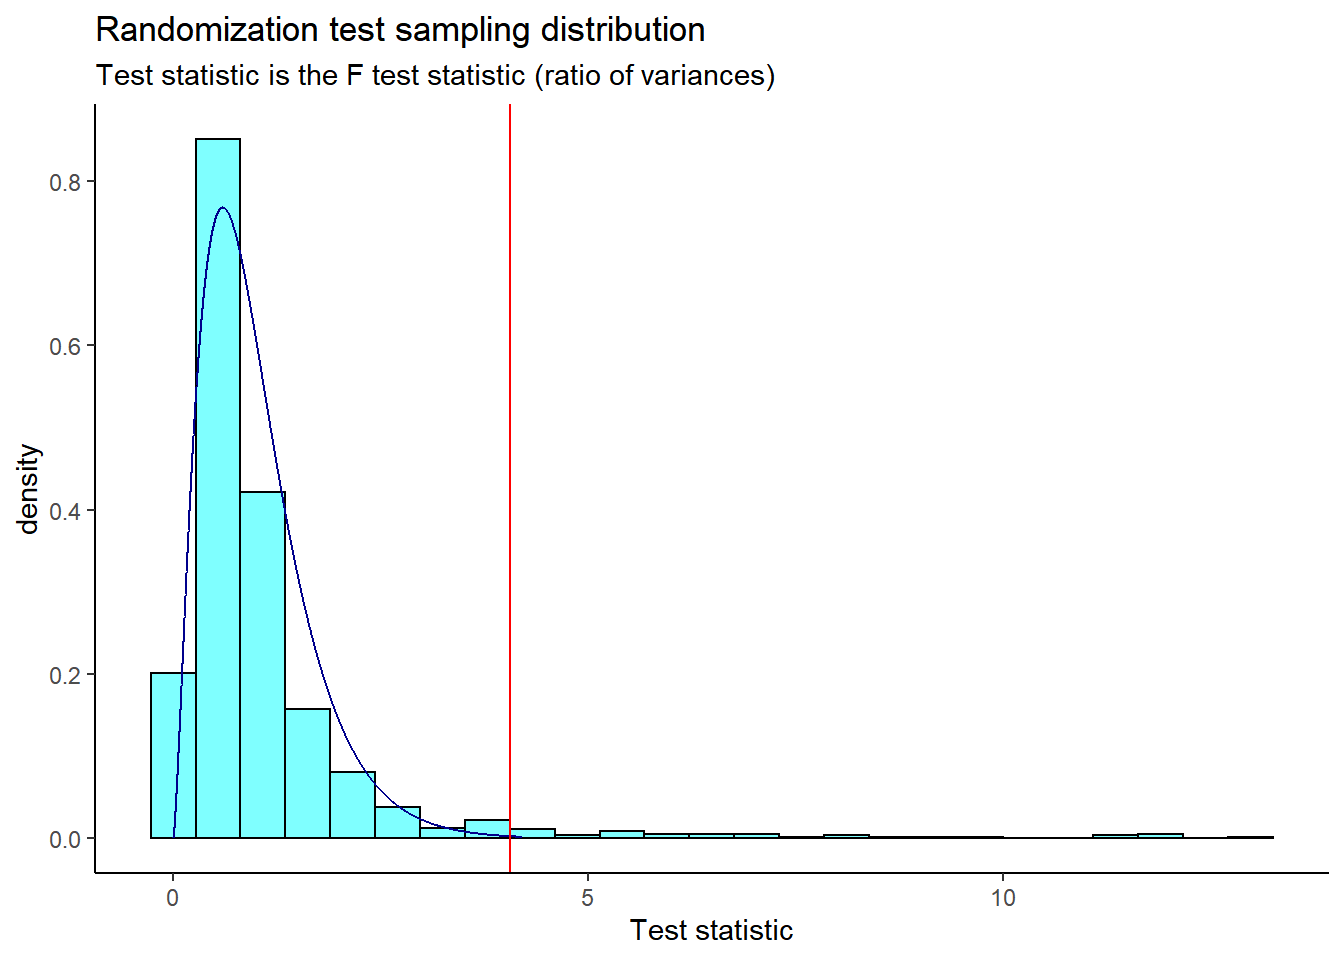 Randomization test sampling distribution
Test statistic is the F test statistic (ratio of variances)
density
0.8
0.6
0.4
0.2
0.0
0 5 10
Test statistic